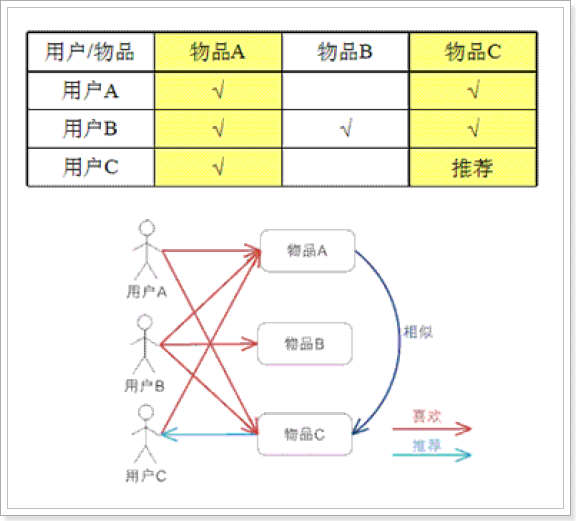 用户/物品 物品A 物品B 物品C
用户A √ √
用户B √ √ √
用户C √ 推荐
物品A
用户A
相似
物品B
用户B
喜欢
物品C
推荐
用户C